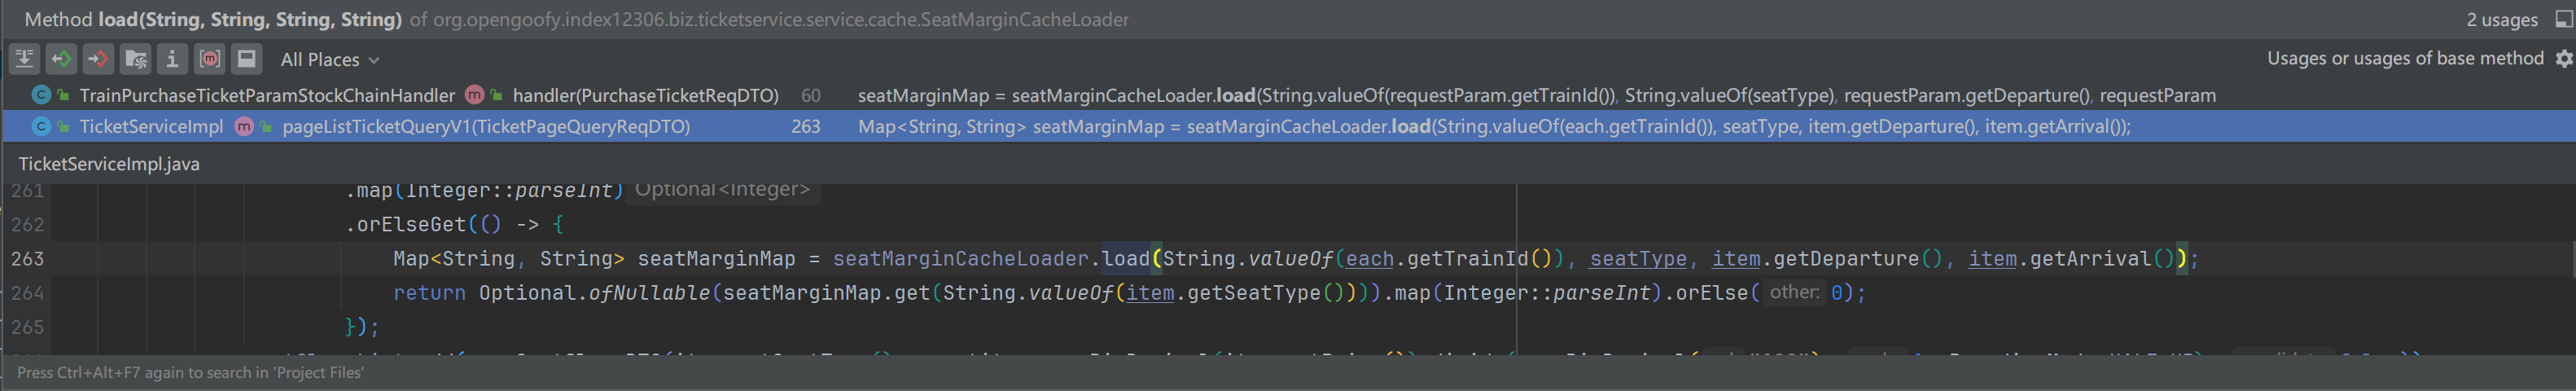 Method load(String, String, String, String) of org.opengoofy.index12306.biz.ticketservice.service.cache.SeatMarginCacheLoader 2 usages
All Places Usages or usages of base method
TrainPurchaseTicketParamStockChainHandler handler(PurchaseTicketReqDTO) 60 seatMarginMap = seatMarginCacheLoader.load(String.valueOf(requestParam.getTrainId()), String.valueOf(seatType), requestParam.getDeparture(), requestParam
TicketServiceImpl pageListTicketQueryV1(TicketPageQueryReqDTO) 263 Map<String, String> seatMarginMap = seatMarginCacheLoader.load(String.valueOf(each.getTrainId()), seatType, item.getDeparture(), item.getArrival());
TicketServiceImpl.java
261 .map(Integer::parseInt) Optional<Integer>
262 .orElseGet(() -> {
263 Map<String, String> seatMarginMap = seatMarginCacheLoader.load(String.valueOf(each.getTrainId()), seatType, item.getDeparture(), item.getArrival());
264 return Optional.ofNullable(seatMarginMap.get(String.valueOf(item.getSeatType()))).map(Integer::parseInt).orElse( other: 0);
265 });
Press Ctrl+Alt+F7 again to search in 'Project Files'